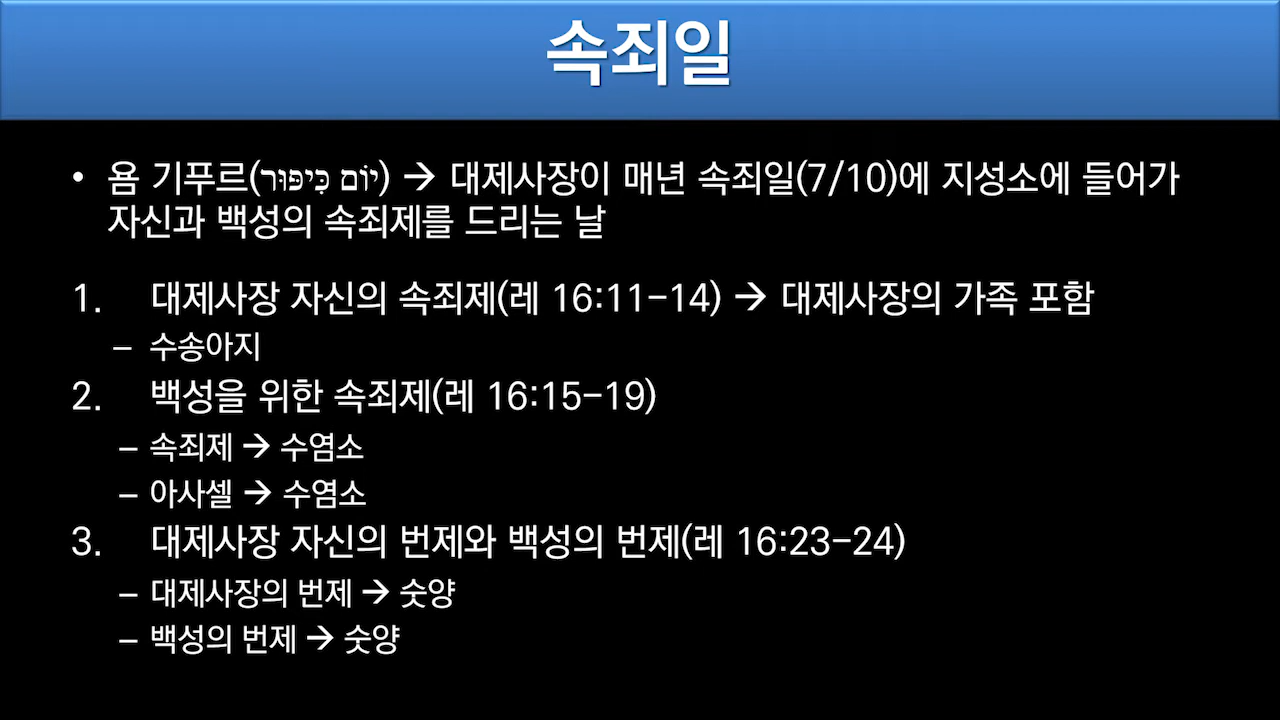 속죄일
• 욤 기푸르(יוֹם כִּיפּוּר) → 대제사장이 매년 속죄일(7/10)에 지성소에 들어가
자신과 백성의 속죄제를 드리는 날
1. 대제사장 자신의 속죄제(레 16:11-14) → 대제사장의 가족 포함
– 수송아지
2. 백성을 위한 속죄제(레 16:15-19)
– 속죄제 → 수염소
– 아사셀 → 수염소
3. 대제사장 자신의 번제와 백성의 번제(레 16:23-24)
– 대제사장의 번제 → 숫양
– 백성의 번제 → 숫양